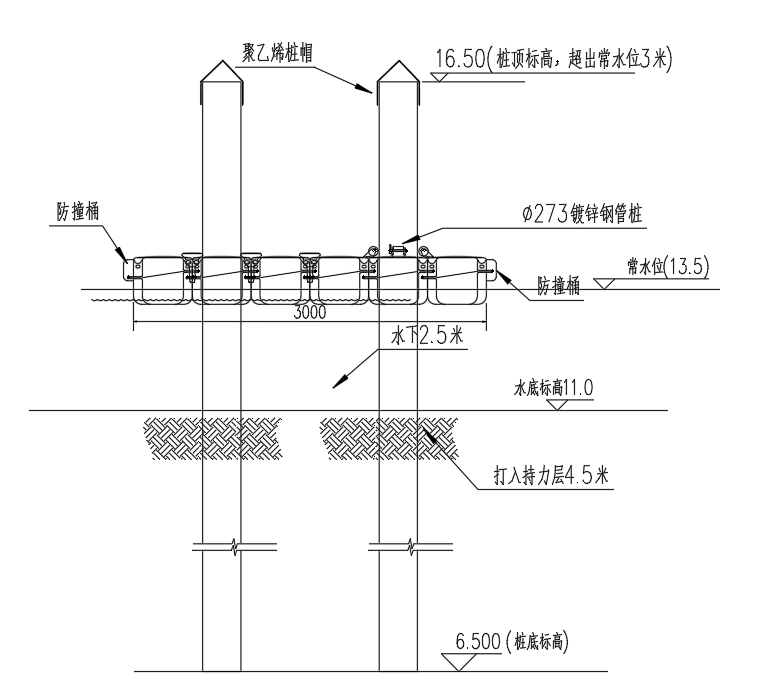 聚乙烯桩帽
16.50(桩顶标高，超出常水位3米)
防撞桶
ϕ273镀锌钢管桩
常水位(13.5)
防撞桶
3000
水下2.5米
水底标高11.0
打入持力层4.5米
6.500 (桩底标高)